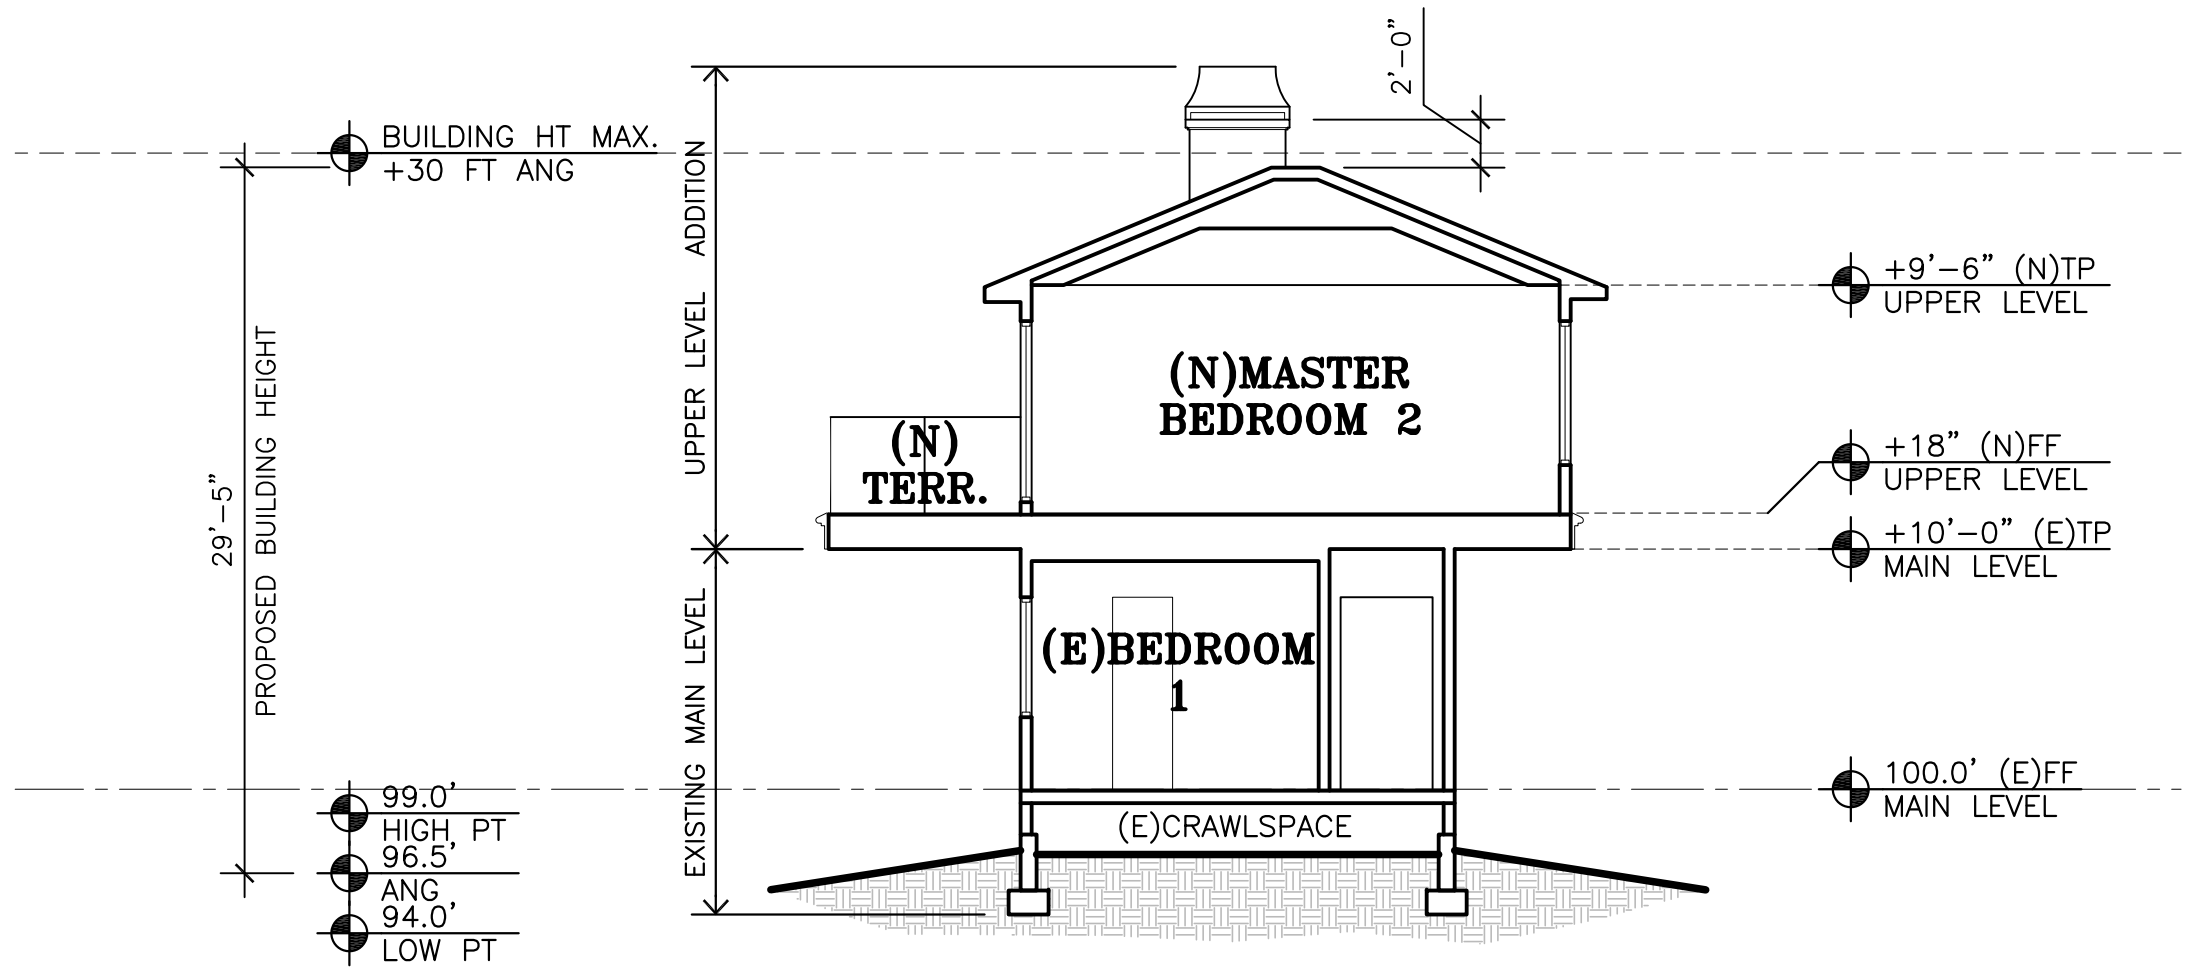 2'-0"
BUILDING HT MAX.
+30 FT ANG
UPPER LEVEL ADDITION
+9'-6" (N)TP
UPPER LEVEL
(N)MASTER
BEDROOM 2
(N)
TERR.
+18" (N)FF
UPPER LEVEL
+10'-0" (E)TP
MAIN LEVEL
29'-5"
PROPOSED BUILDING HEIGHT
EXISTING MAIN LEVEL
(E)BEDROOM
1
100.0' (E)FF
MAIN LEVEL
(E)CRAWLSPACE
99.0'
HIGH PT
96.5'
ANG
94.0'
LOW PT